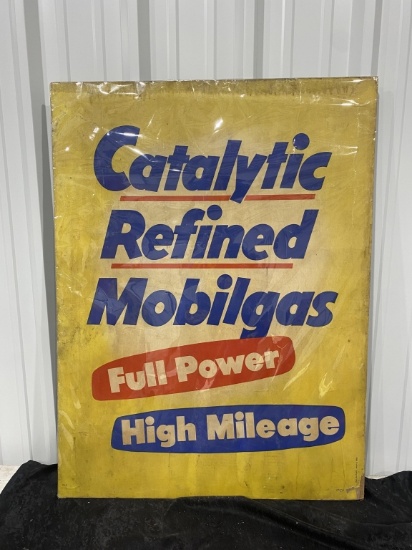 Catalytic
Refined
Mobilgas
Full Power
High Mileage